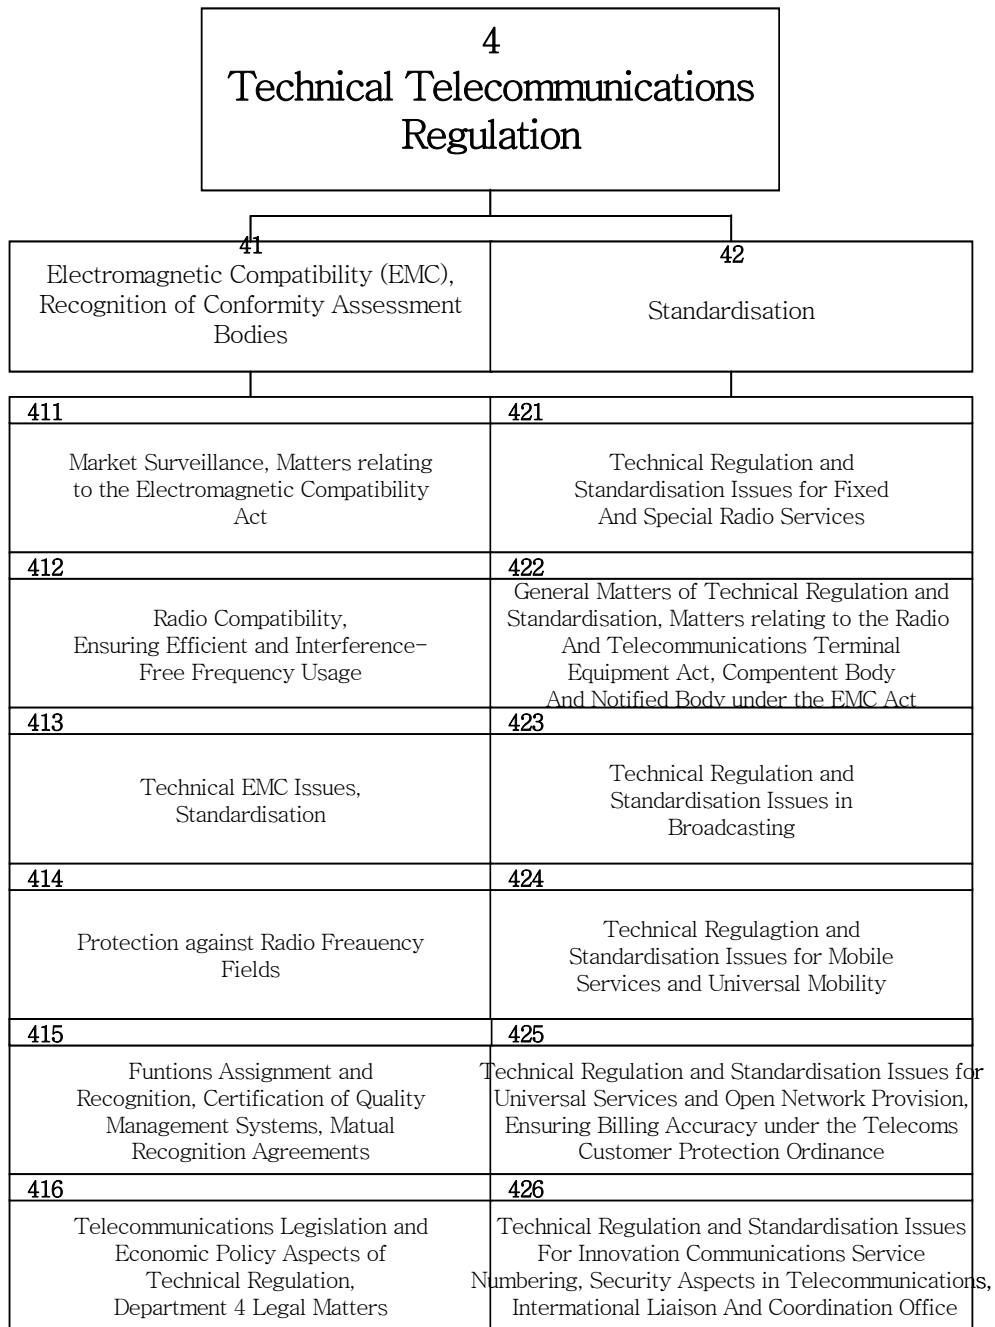 4
Technical Telecommunications
Regulation
41
Electromagnetic Compatibility (EMC),
Recognition of Conformity Assessment
Bodies
42
Standardisation
411
Market Surveillance, Matters relating
to the Electromagnetic Compatibility
Act
421
Technical Regulation and
Standardisation Issues for Fixed
And Special Radio Services
412
Radio Compatibility,
Ensuring Efficient and Interference-
Free Frequency Usage
422
General Matters of Technical Regulation and
Standardisation, Matters relating to the Radio
And Telecommunications Terminal
Equipment Act, Compentent Body
And Notified Body under the EMC Act
413
Technical EMC Issues,
Standardisation
423
Technical Regulation and
Standardisation Issues in
Broadcasting
414
Protection against Radio Freauency
Fields
424
Technical Regulagtion and
Standardisation Issues for Mobile
Services and Universal Mobility
415
Funtions Assignment and
Recognition, Certification of Quality
Management Systems, Matual
Recognition Agreements
425
Technical Regulation and Standardisation Issues for
Universal Services and Open Network Provision,
Ensuring Billing Accuracy under the Telecoms
Customer Protection Ordinance
416
Telecommunications Legislation and
Economic Policy Aspects of
Technical Regulation,
Department 4 Legal Matters
426
Technical Regulation and Standardisation Issues
For Innovation Communications Service
Numbering, Security Aspects in Telecommunications,
Intermational Liaison And Coordination Office